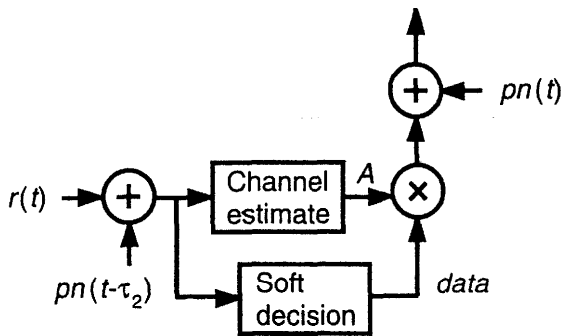 +
pn(t)
r(t)
+
Channel
estimate
A
×
pn(t-τ₂)
Soft
decision
data